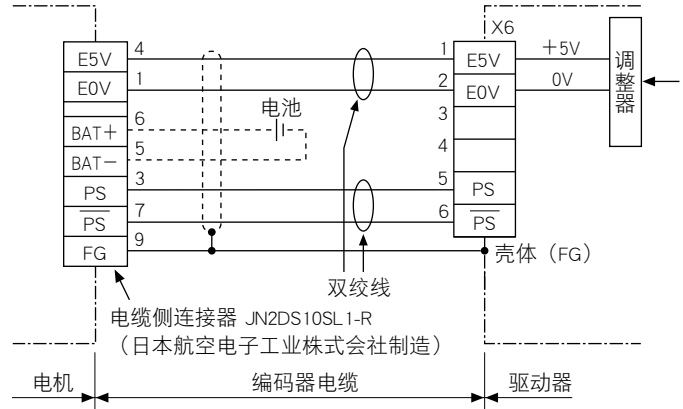 X6
E5V 4 1 E5V +5V
E0V 1 2 E0V 0V
调整器
电池
BAT+ 6 3
BAT− 5 4
PS 3 5 PS
P̅S̅ 7 6 P̅S̅
FG 9
壳体（FG）
双绞线
电缆侧连接器 JN2DS10SL1-R
（日本航空电子工业株式会社制造）
电机 编码器电缆 驱动器